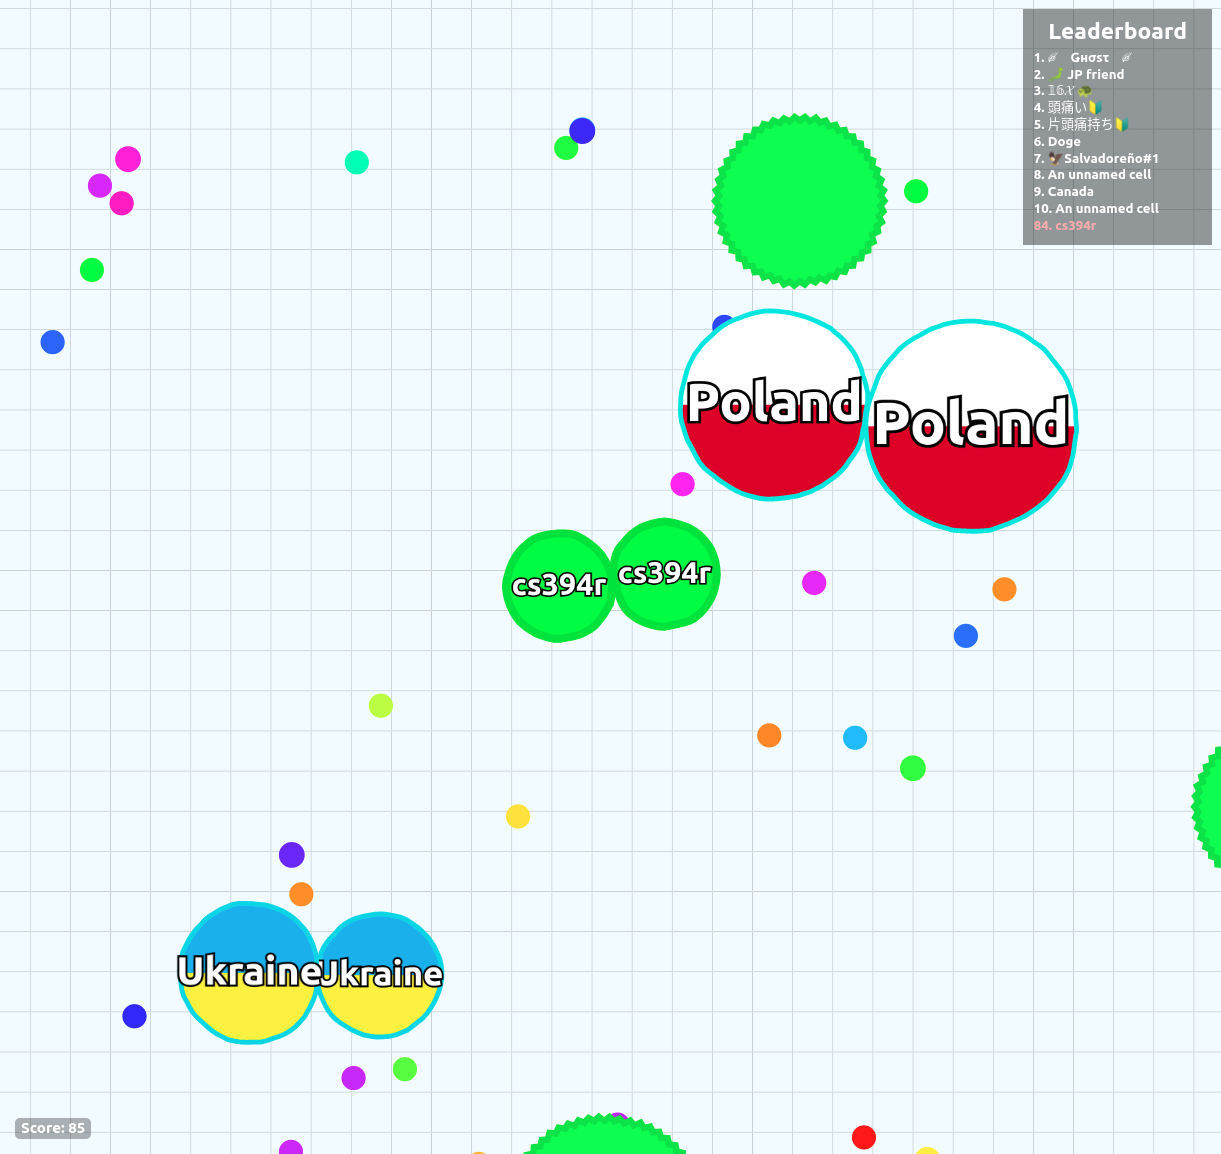 Leaderboard
1. Gнσsт
2. JP friend
3. 𝟙𝟞.𝑋
4. 頭痛い🔰
5. 片頭痛持ち🔰
6. Doge
7. 🦅Salvadoreño#1
8. An unnamed cell
9. Canada
10. An unnamed cell
84. cs394r
Poland
Poland
cs394r
cs394r
Ukraine
Ukraine
Score: 85